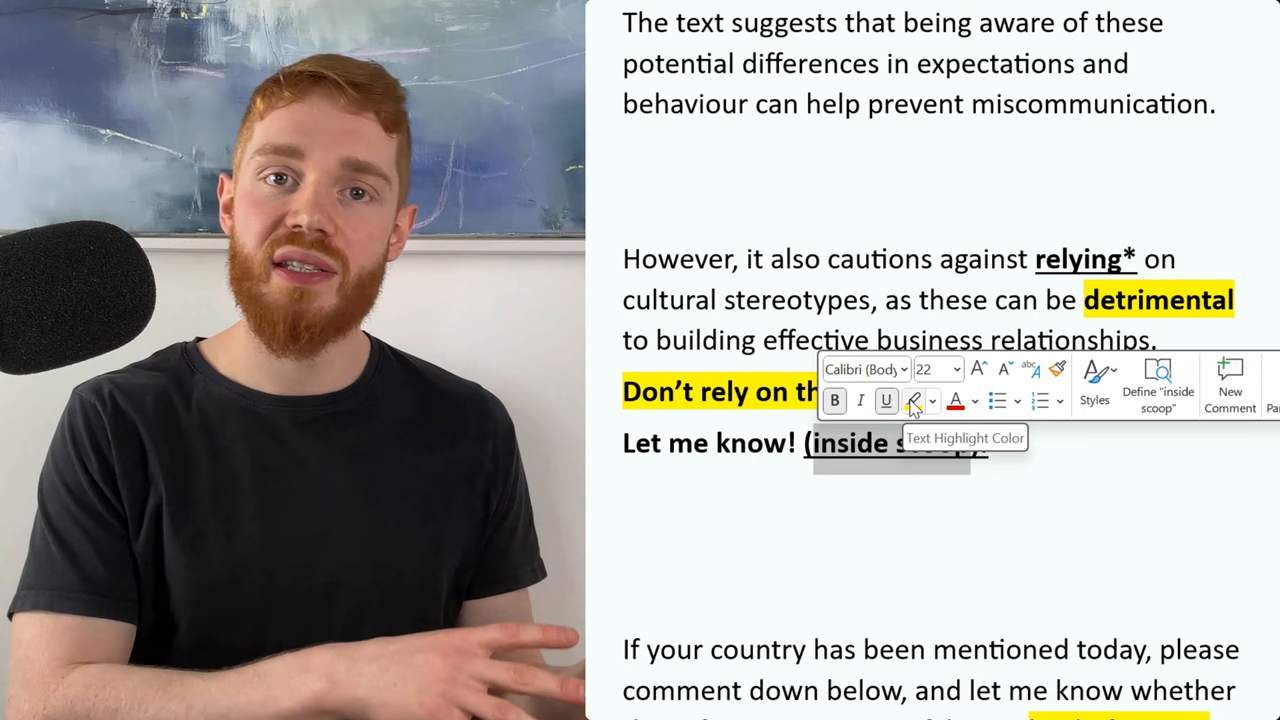 The text suggests that being aware of these
potential differences in expectations and
behaviour can help prevent miscommunication.
However, it also cautions against relying* on
cultural stereotypes, as these can be detrimental
to building effective business relationships.
Don’t rely on th
Let me know! (inside
Calibri (Body
22
B I U
A
Styles
Define "inside
scoop"
New
Comment
Text Highlight Color
If your country has been mentioned today, please
comment down below, and let me know whether